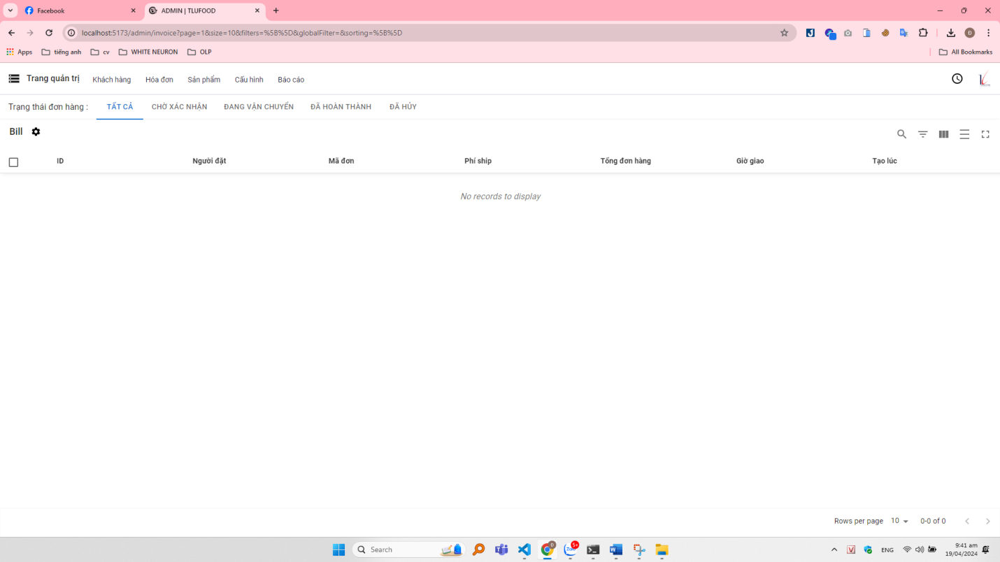 Facebook
ADMIN | TLUFOOD
localhost:5173/admin/invoice?page=1&size=10&filters=%5B%5D&globalFilter=&sorting=%5B%5D
Apps tiếng anh cv WHITE NEURON OLP All Bookmarks
Trang quản trị Khách hàng Hóa đơn Sản phẩm Cấu hình Báo cáo
Trạng thái đơn hàng : TẤT CẢ CHỜ XÁC NHẬN ĐANG VẬN CHUYỂN ĐÃ HOÀN THÀNH ĐÃ HỦY
Bill
ID Người đặt Mã đơn Phí ship Tổng đơn hàng Giờ giao Tạo lúc
No records to display
Rows per page 10 0-0 of 0
Search Zalo 5+ ENG 9:41 am
19/04/2024